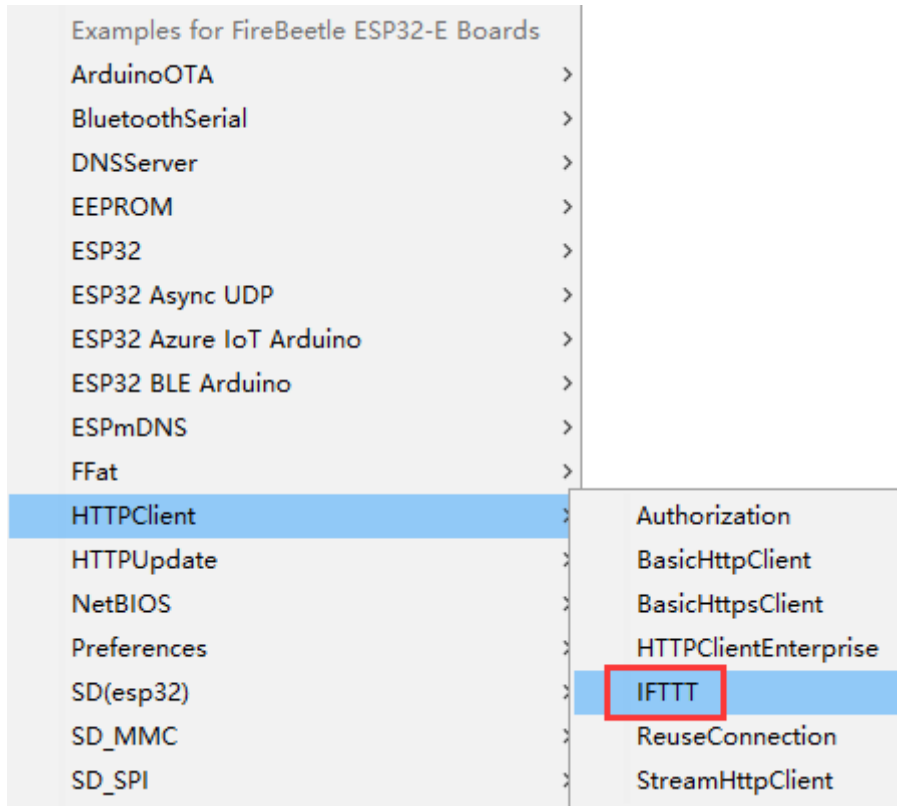 Examples for FireBeetle ESP32-E Boards
ArduinoOTA
BluetoothSerial
DNSServer
EEPROM
ESP32
ESP32 Async UDP
ESP32 Azure IoT Arduino
ESP32 BLE Arduino
ESPmDNS
FFat
HTTPClient
HTTPUpdate
NetBIOS
Preferences
SD(esp32)
SD_MMC
SD_SPI
Authorization
BasicHttpClient
BasicHttpsClient
HTTPClientEnterprise
IFTTT
ReuseConnection
StreamHttpClient